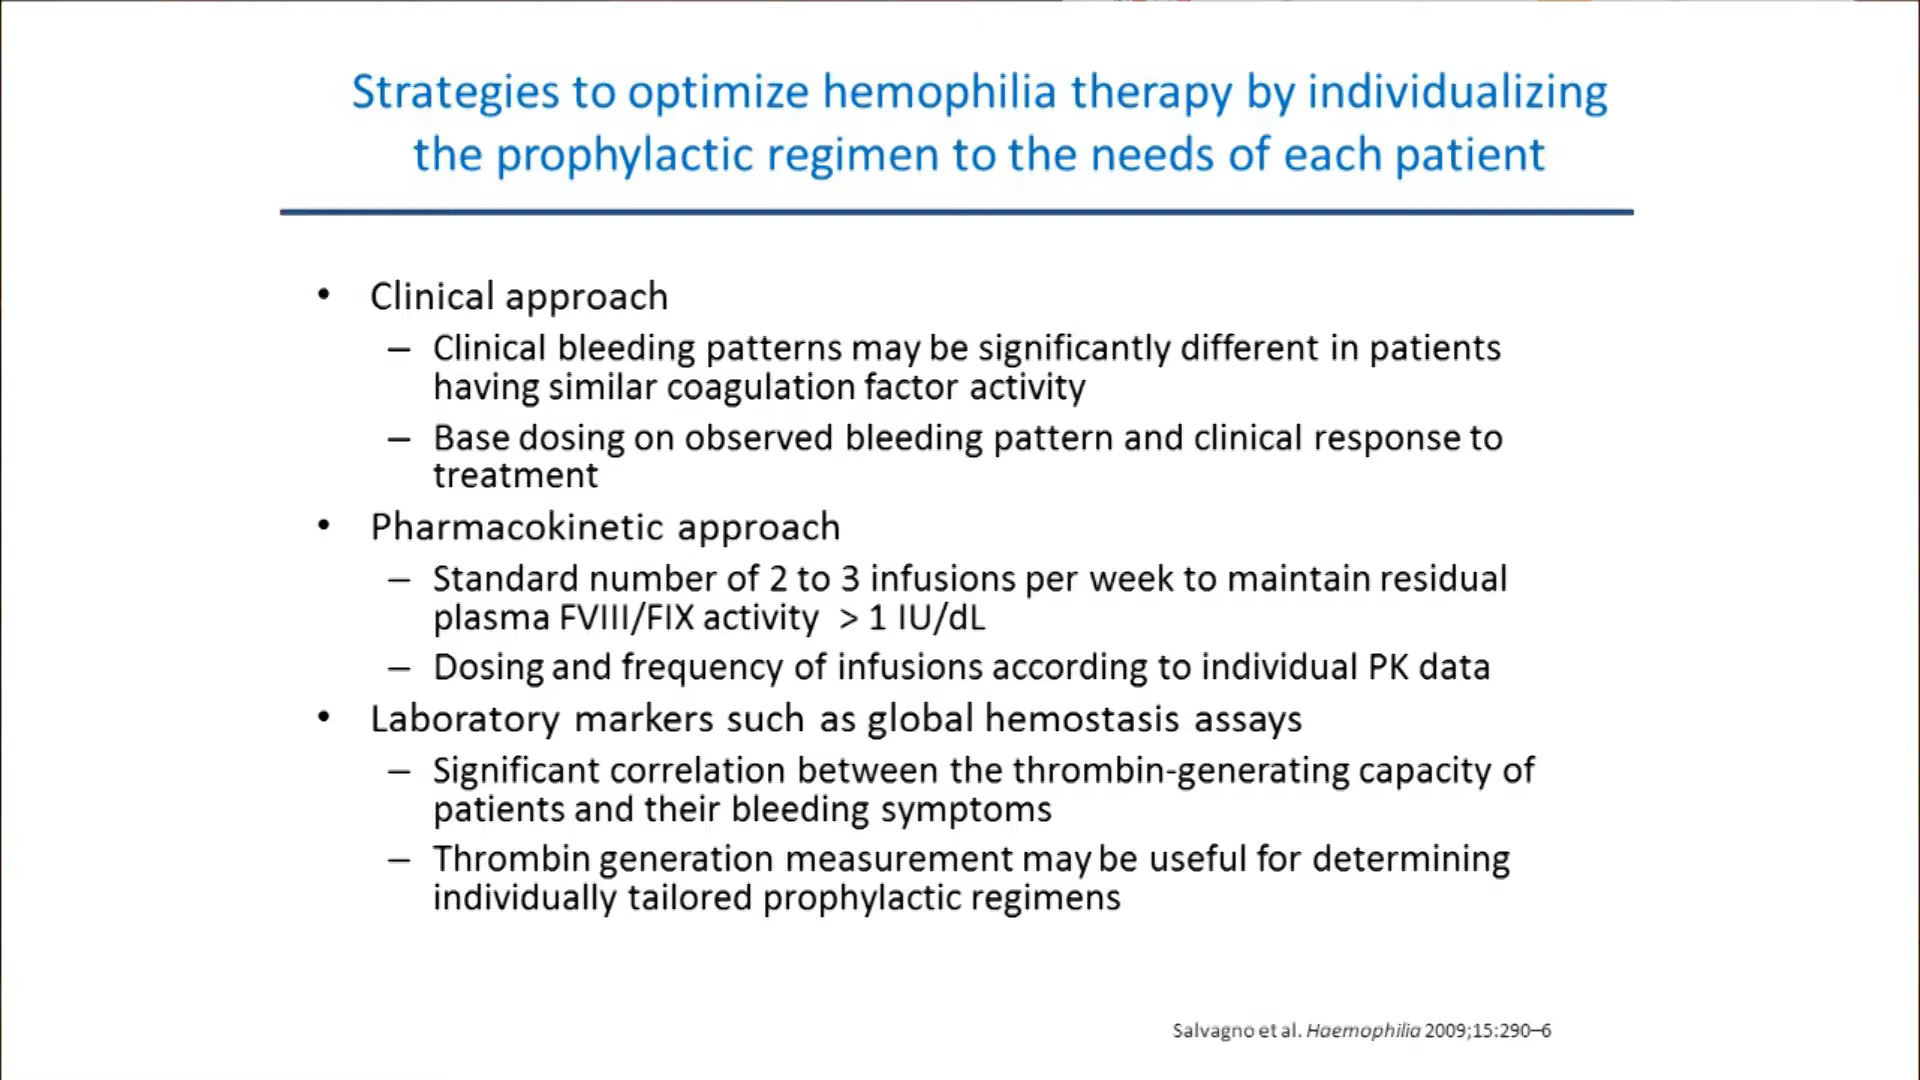 Strategies to optimize hemophilia therapy by individualizing
the prophylactic regimen to the needs of each patient
• Clinical approach
– Clinical bleeding patterns may be significantly different in patients
having similar coagulation factor activity
– Base dosing on observed bleeding pattern and clinical response to
treatment
• Pharmacokinetic approach
– Standard number of 2 to 3 infusions per week to maintain residual
plasma FVIII/FIX activity > 1 IU/dL
– Dosing and frequency of infusions according to individual PK data
• Laboratory markers such as global hemostasis assays
– Significant correlation between the thrombin-generating capacity of
patients and their bleeding symptoms
– Thrombin generation measurement may be useful for determining
individually tailored prophylactic regimens
Salvagno et al. Haemophilia 2009;15:290–6